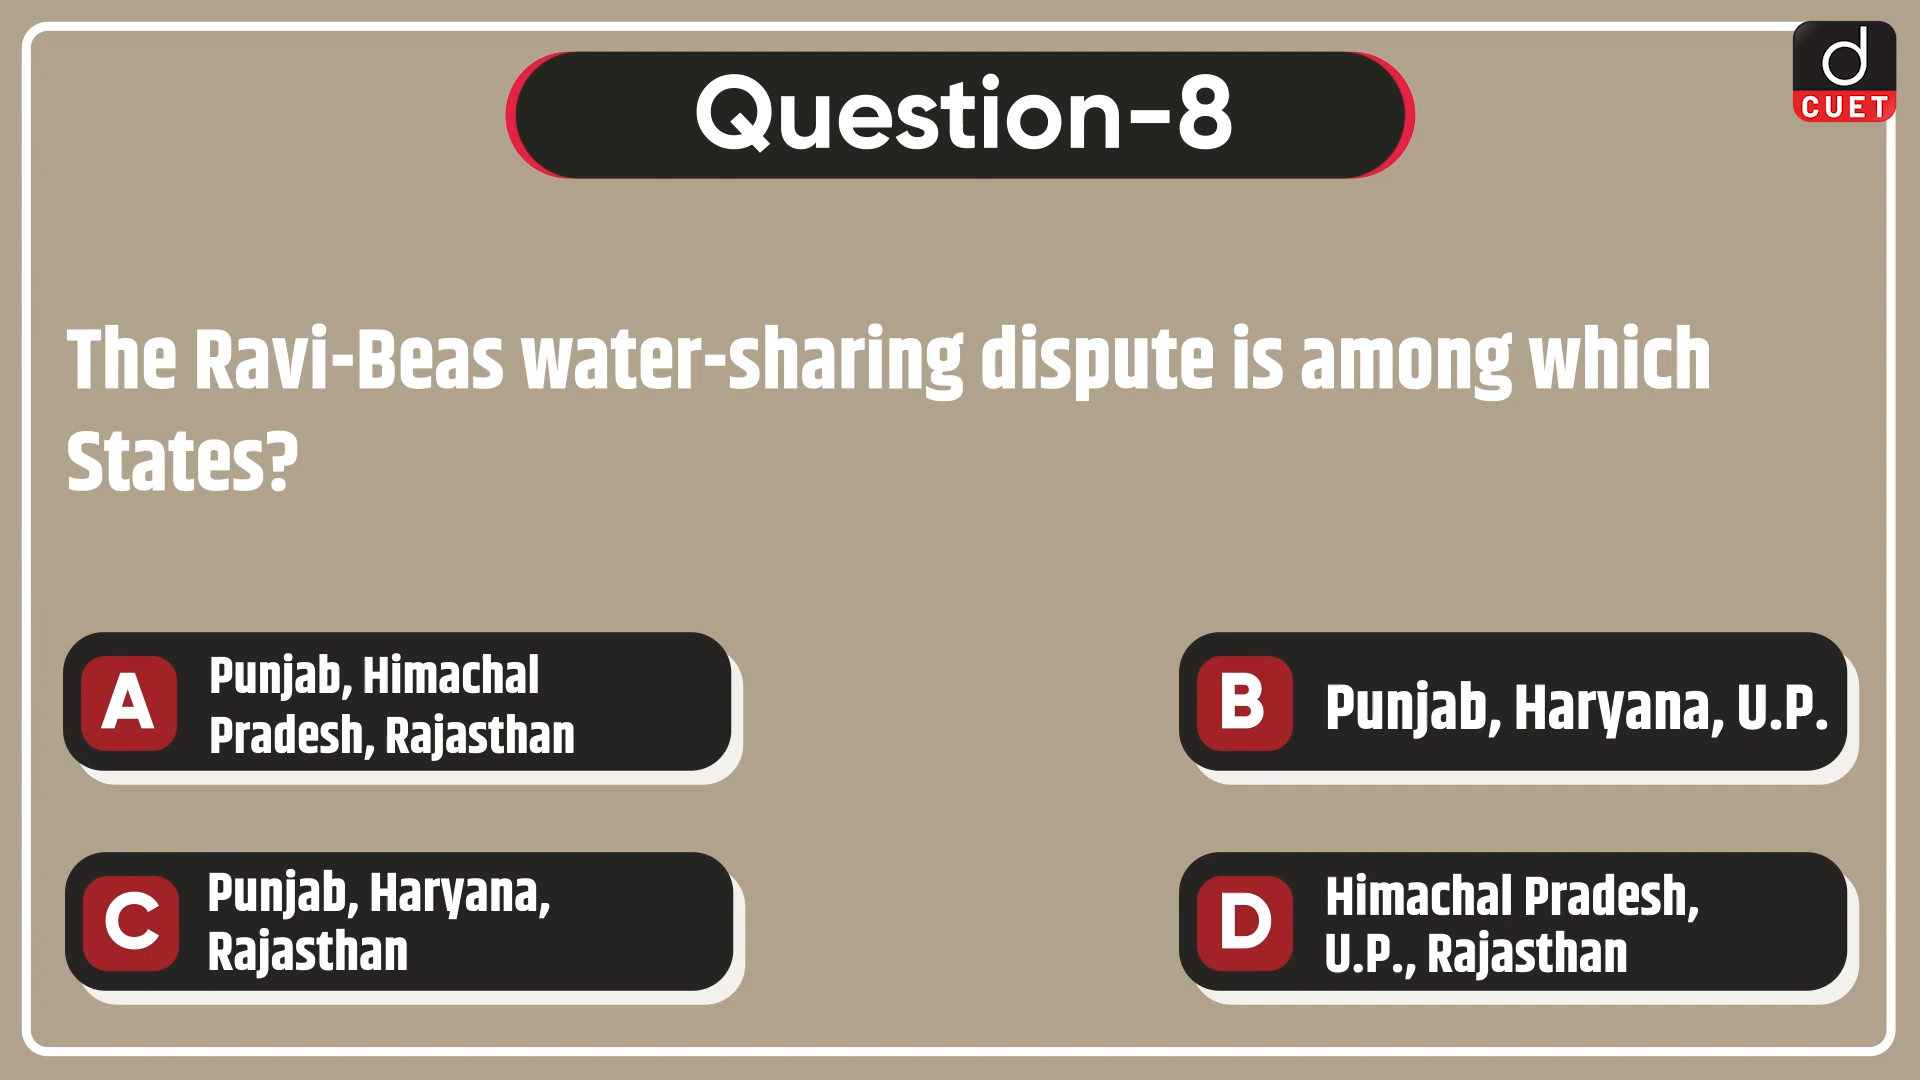 Question-8
d
CUET
The Ravi-Beas water-sharing dispute is among which
States?
A
Punjab, Himachal
Pradesh, Rajasthan
B
Punjab, Haryana, U.P.
C
Punjab, Haryana,
Rajasthan
D
Himachal Pradesh,
U.P., Rajasthan